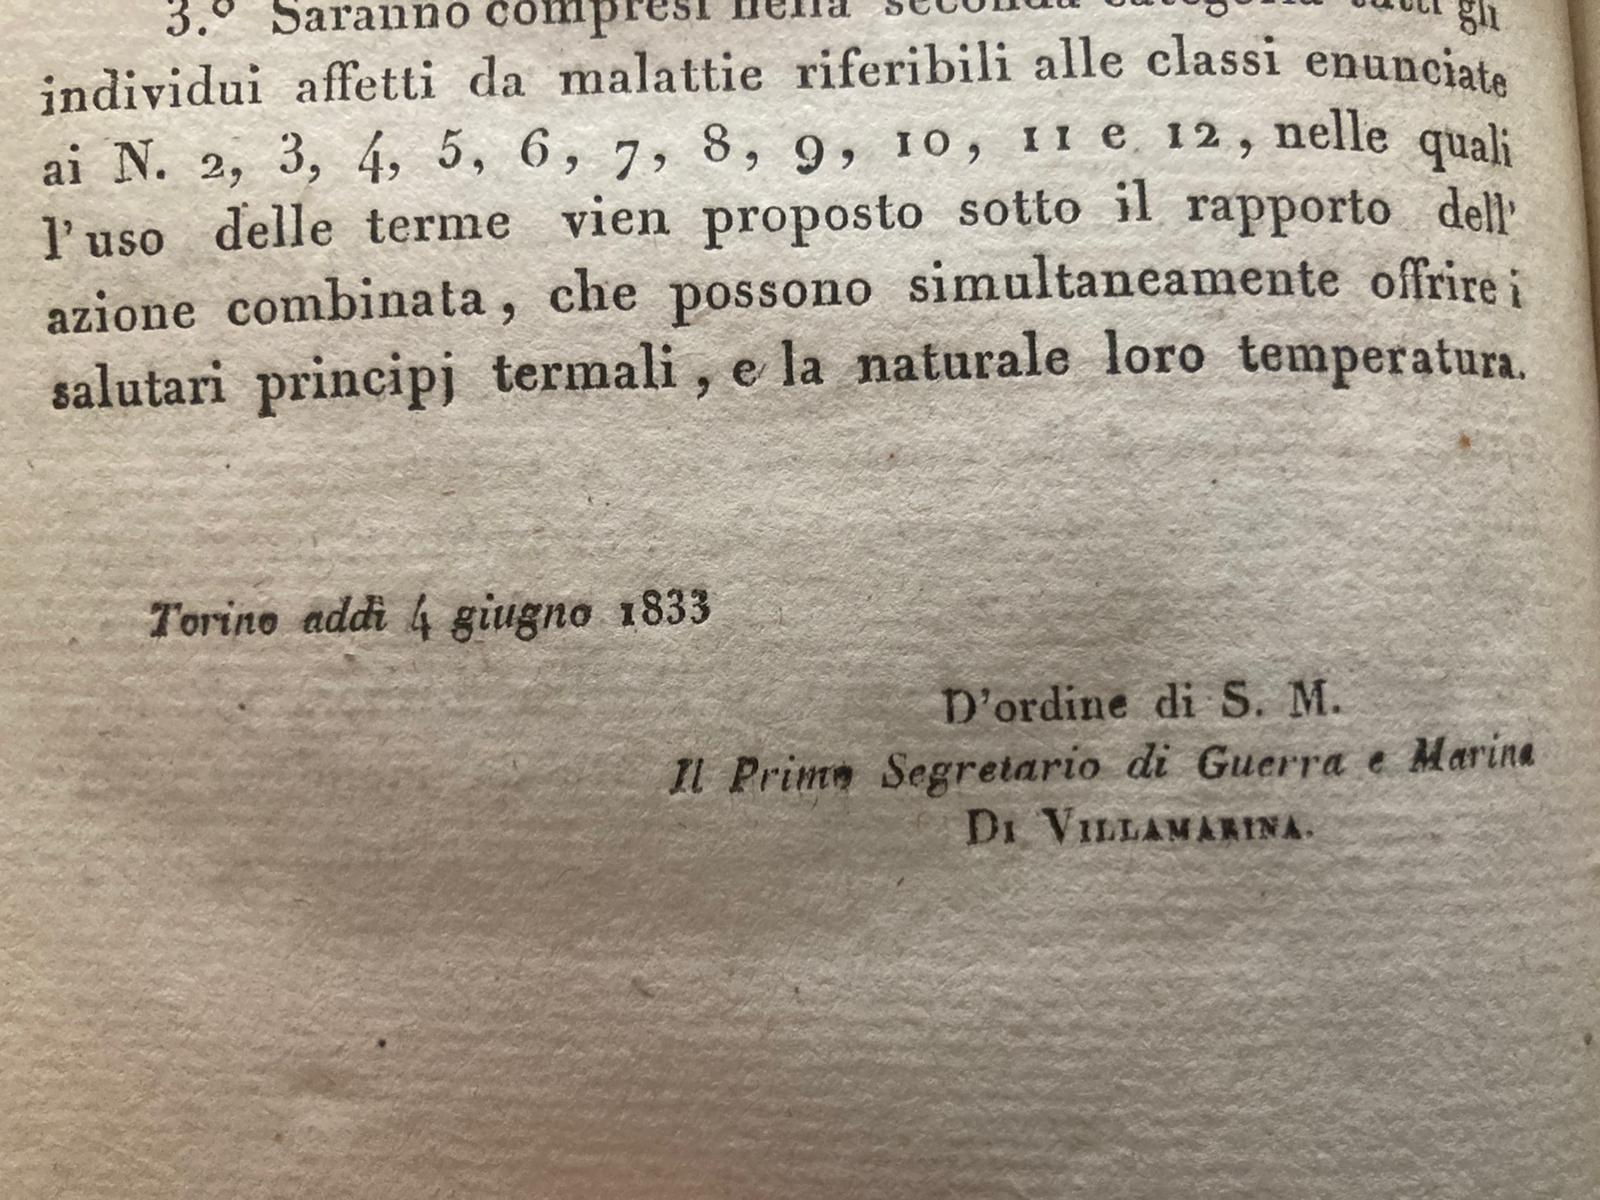 3.º Saranno compresi nella seconda categoria tutti gli
individui affetti da malattie riferibili alle classi enunciate
ai N. 2, 3, 4, 5, 6, 7, 8, 9, 10, 11 e 12, nelle quali
l'uso delle terme vien proposto sotto il rapporto dell'
azione combinata, che possono simultaneamente offrire i
salutari principj termali, e la naturale loro temperatura.
Torino addì 4 giugno 1833
D'ordine di S. M.
Il Primo Segretario di Guerra e Marina
DI VILLAMARINA.